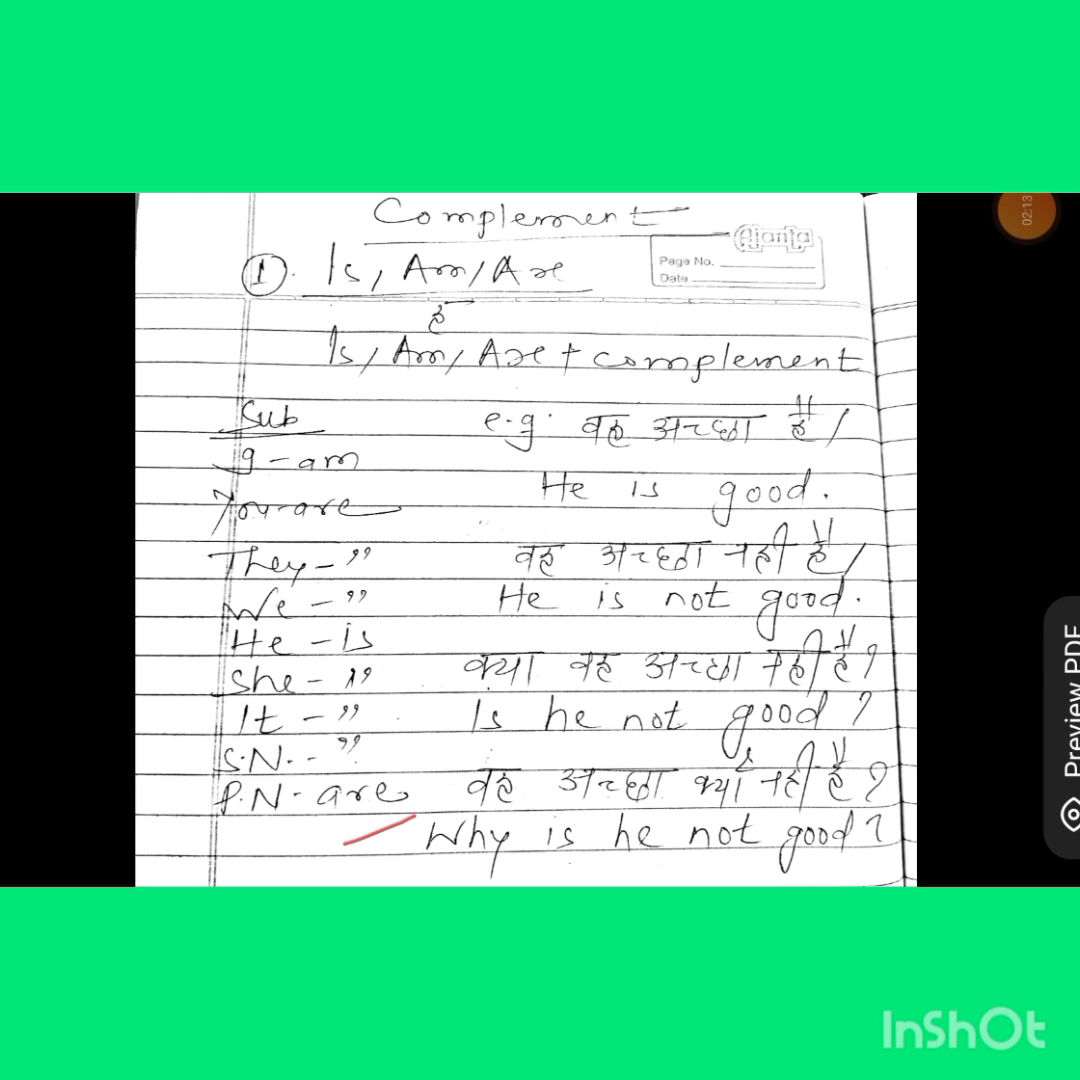 Complement
Ajanta
Page No.
Date
02:13
1. Is, Am/Are
है
Is, Am, Are + complement
Sub e.g. वह अच्छा है/
I - am
He is good.
You - are
They - " वह अच्छा नहीं है/
We - " He is not good.
He - is
She - " क्या वह अच्छा नहीं है?
It - " Is he not good?
S.N. - "
P.N - are वह अच्छा क्यों नहीं है?
Why is he not good?
Preview PDF
InShOt